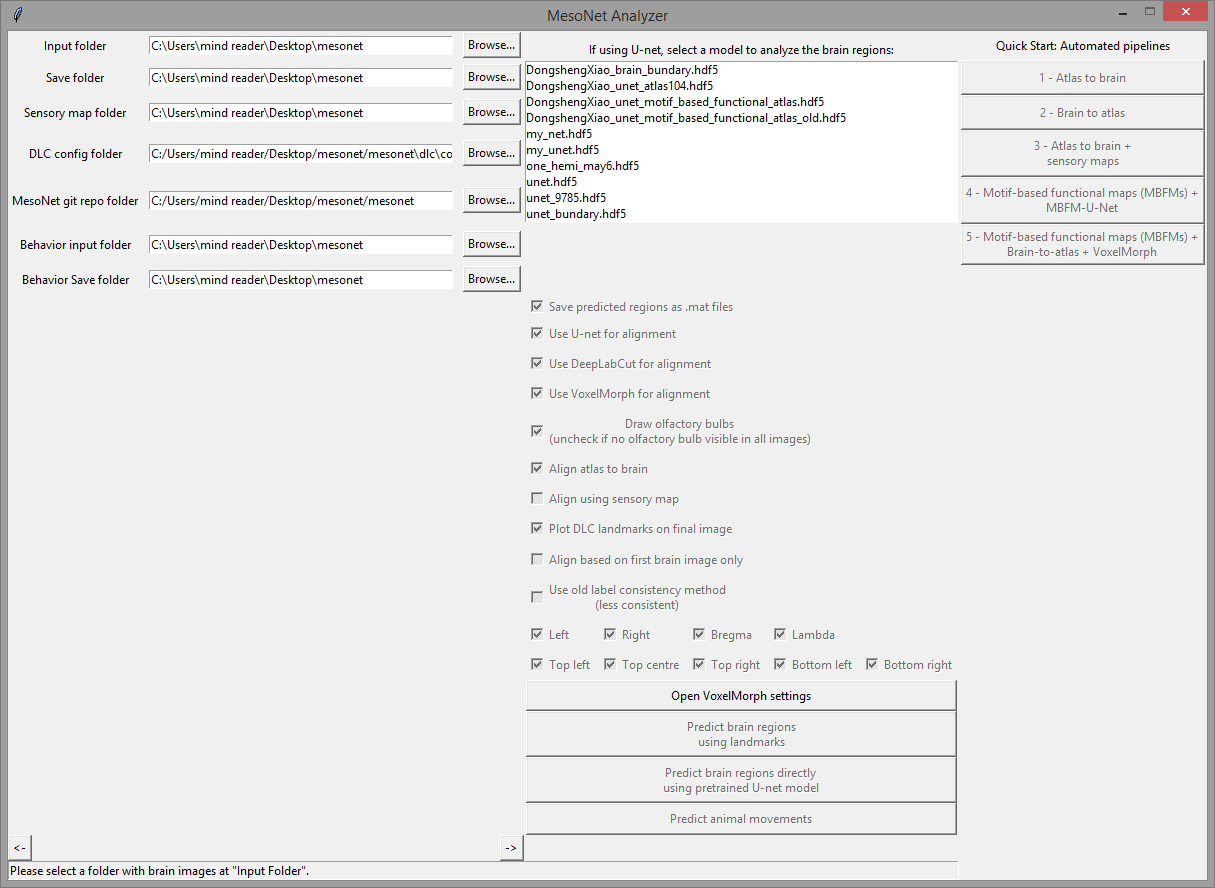 MesoNet Analyzer
Input folder
C:\Users\mind reader\Desktop\mesonet
Browse...
Save folder
C:\Users\mind reader\Desktop\mesonet
Browse...
Sensory map folder
C:\Users\mind reader\Desktop\mesonet
Browse...
DLC config folder
C:/Users/mind reader/Desktop/mesonet/mesonet\dlc\co
Browse...
MesoNet git repo folder
C:/Users/mind reader/Desktop/mesonet/mesonet
Browse...
Behavior input folder
C:\Users\mind reader\Desktop\mesonet
Browse...
Behavior Save folder
C:\Users\mind reader\Desktop\mesonet
Browse...
If using U-net, select a model to analyze the brain regions:
DongshengXiao_brain_bundary.hdf5
DongshengXiao_unet_atlas104.hdf5
DongshengXiao_unet_motif_based_functional_atlas.hdf5
DongshengXiao_unet_motif_based_functional_atlas_old.hdf5
my_net.hdf5
my_unet.hdf5
one_hemi_may6.hdf5
unet.hdf5
unet_9785.hdf5
unet_bundary.hdf5
Quick Start: Automated pipelines
1 - Atlas to brain
2 - Brain to atlas
3 - Atlas to brain +
sensory maps
4 - Motif-based functional maps (MBFMs) +
MBFM-U-Net
5 - Motif-based functional maps (MBFMs) +
Brain-to-atlas + VoxelMorph
Save predicted regions as .mat files
Use U-net for alignment
Use DeepLabCut for alignment
Use VoxelMorph for alignment
Draw olfactory bulbs
(uncheck if no olfactory bulb visible in all images)
Align atlas to brain
Align using sensory map
Plot DLC landmarks on final image
Align based on first brain image only
Use old label consistency method
(less consistent)
Left Right Bregma Lambda
Top left Top centre Top right Bottom left Bottom right
Open VoxelMorph settings
Predict brain regions
using landmarks
Predict brain regions directly
using pretrained U-net model
Predict animal movements
<- ->
Please select a folder with brain images at "Input Folder".